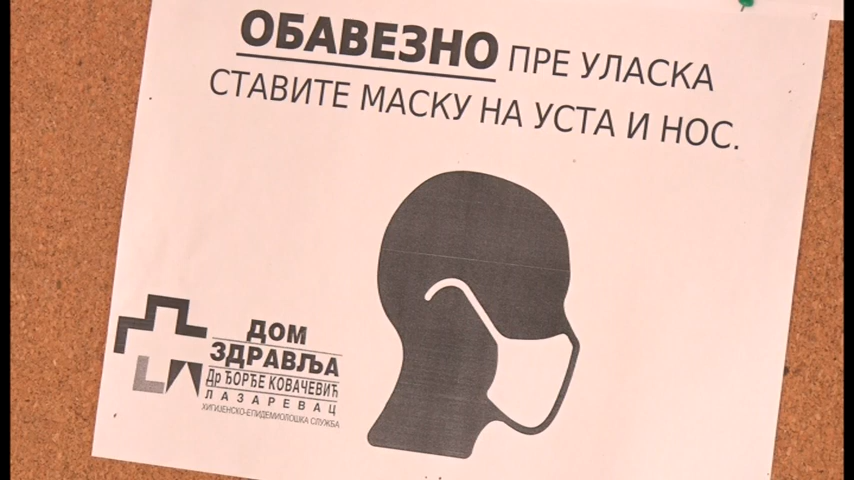 ОБАВЕЗНО ПРЕ УЛАСКА
СТАВИТЕ МАСКУ НА УСТА И НОС.
ДОМ
ЗДРАВЉА
Др ЂОРЂЕ КОВАЧЕВИЋ
ЛАЗАРЕВАЦ
ХИГИЈЕНСКО-ЕПИДЕМИОЛОШКА СЛУЖБА